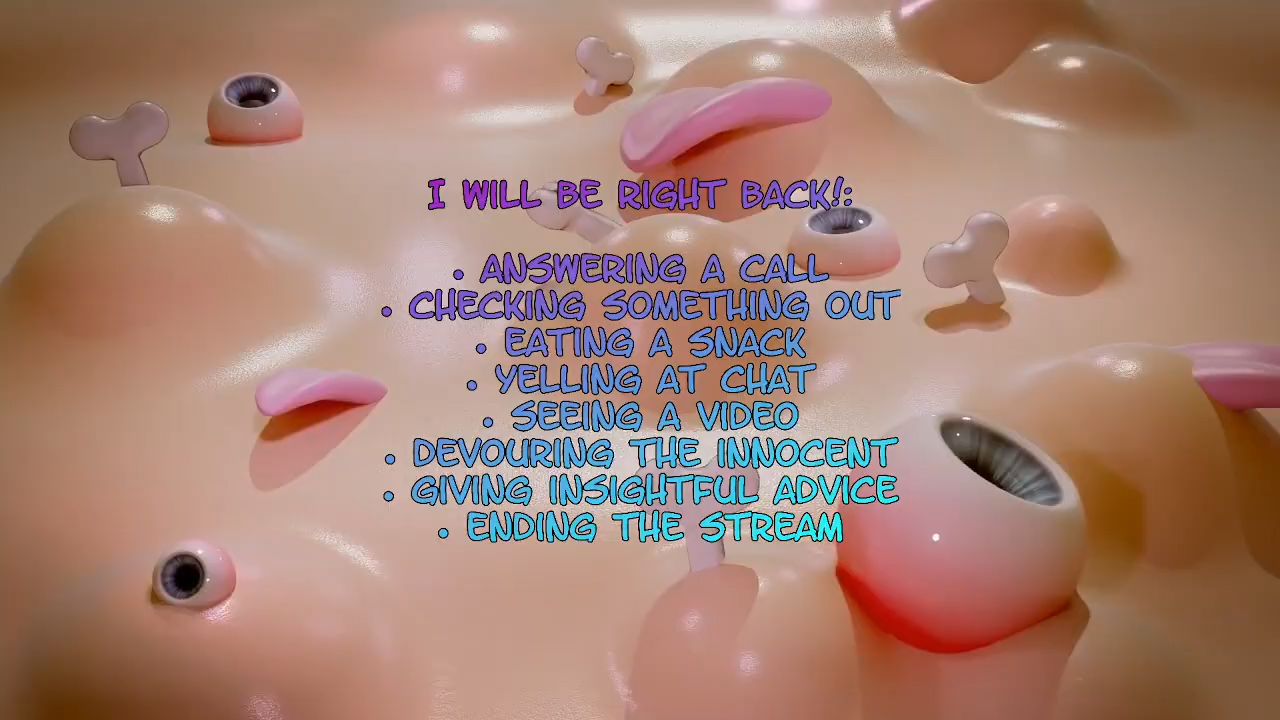 I WILL BE RIGHT BACK!:
• ANSWERING A CALL
• CHECKING SOMETHING OUT
• EATING A SNACK
• YELLING AT CHAT
• SEEING A VIDEO
• DEVOURING THE INNOCENT
• GIVING INSIGHTFUL ADVICE
• ENDING THE STREAM